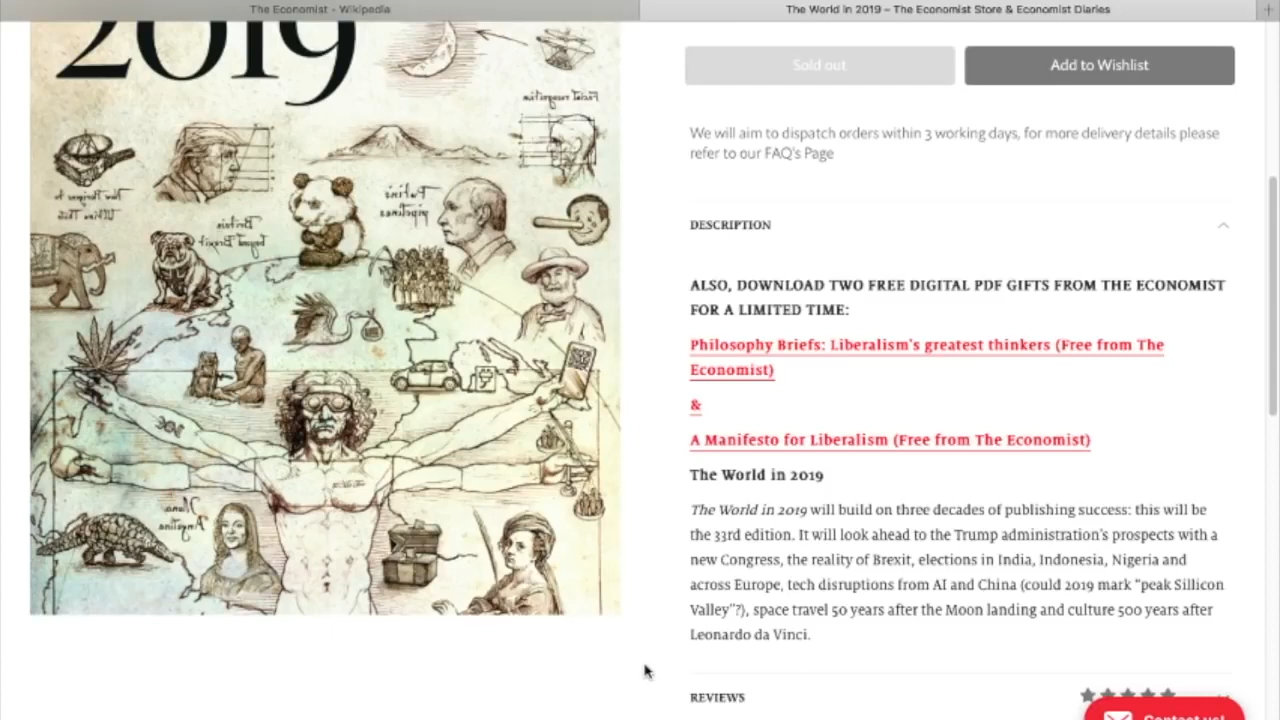 The Economist - Wikipedia
The World in 2019 – The Economist Store & Economist Diaries
+
2019
Sold out
Add to Wishlist
We will aim to dispatch orders within 3 working days, for more delivery details please
refer to our FAQ's Page
DESCRIPTION
ALSO, DOWNLOAD TWO FREE DIGITAL PDF GIFTS FROM THE ECONOMIST
FOR A LIMITED TIME:
Philosophy Briefs: Liberalism's greatest thinkers (Free from The
Economist)
&
A Manifesto for Liberalism (Free from The Economist)
The World in 2019
The World in 2019 will build on three decades of publishing success: this will be
the 33rd edition. It will look ahead to the Trump administration's prospects with a
new Congress, the reality of Brexit, elections in India, Indonesia, Nigeria and
across Europe, tech disruptions from AI and China (could 2019 mark "peak Sillicon
Valley"?), space travel 50 years after the Moon landing and culture 500 years after
Leonardo da Vinci.
REVIEWS
Contact us!